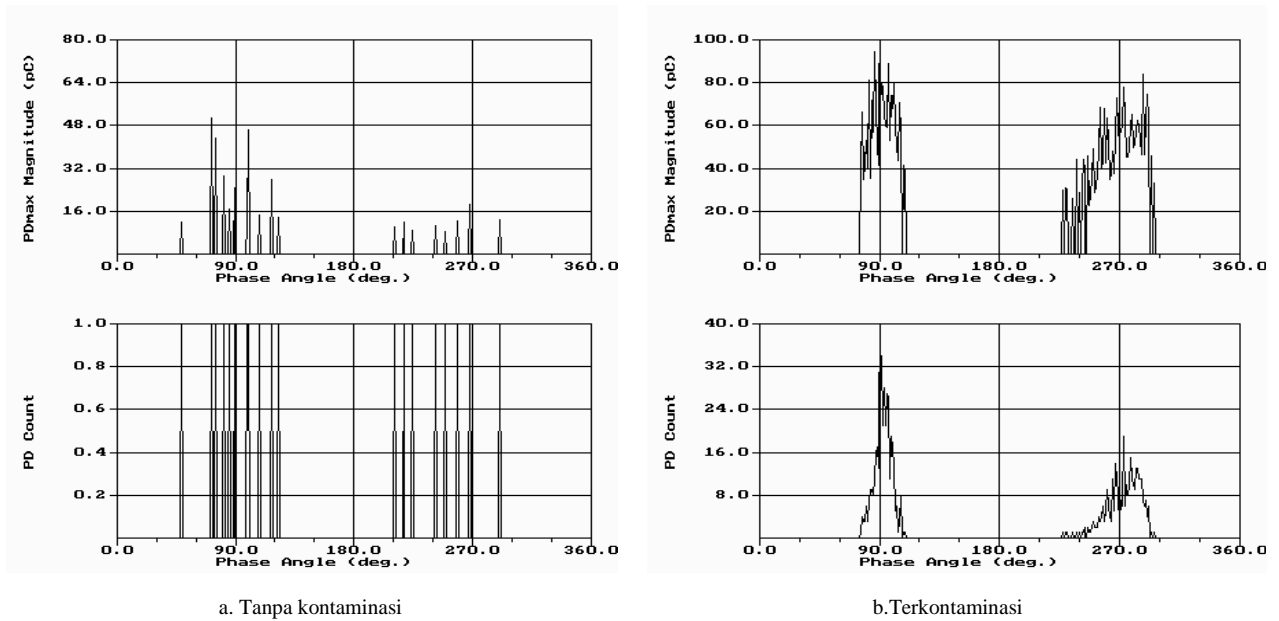 80.0
64.0
48.0
32.0
16.0
PDmax Magnitude (pC)
0.0 90.0 180.0 270.0 360.0
Phase Angle (deg.)
100.0
80.0
60.0
40.0
20.0
PDmax Magnitude (pC)
0.0 90.0 180.0 270.0 360.0
Phase Angle (deg.)
1.0
0.8
0.6
0.4
0.2
PD Count
0.0 90.0 180.0 270.0 360.0
Phase Angle (deg.)
40.0
32.0
24.0
16.0
8.0
PD Count
0.0 90.0 180.0 270.0 360.0
Phase Angle (deg.)
a. Tanpa kontaminasi
b.Terkontaminasi